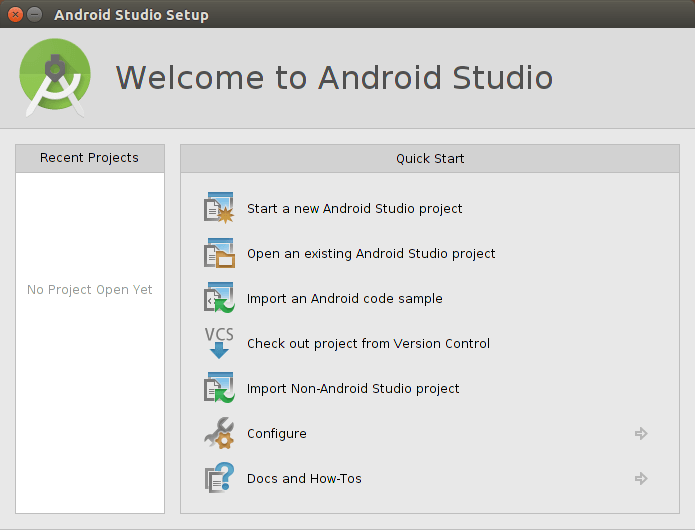 Android Studio Setup
Welcome to Android Studio
Recent Projects
No Project Open Yet
Quick Start
Start a new Android Studio project
Open an existing Android Studio project
Import an Android code sample
VCS
Check out project from Version Control
Import Non-Android Studio project
Configure
Docs and How-Tos